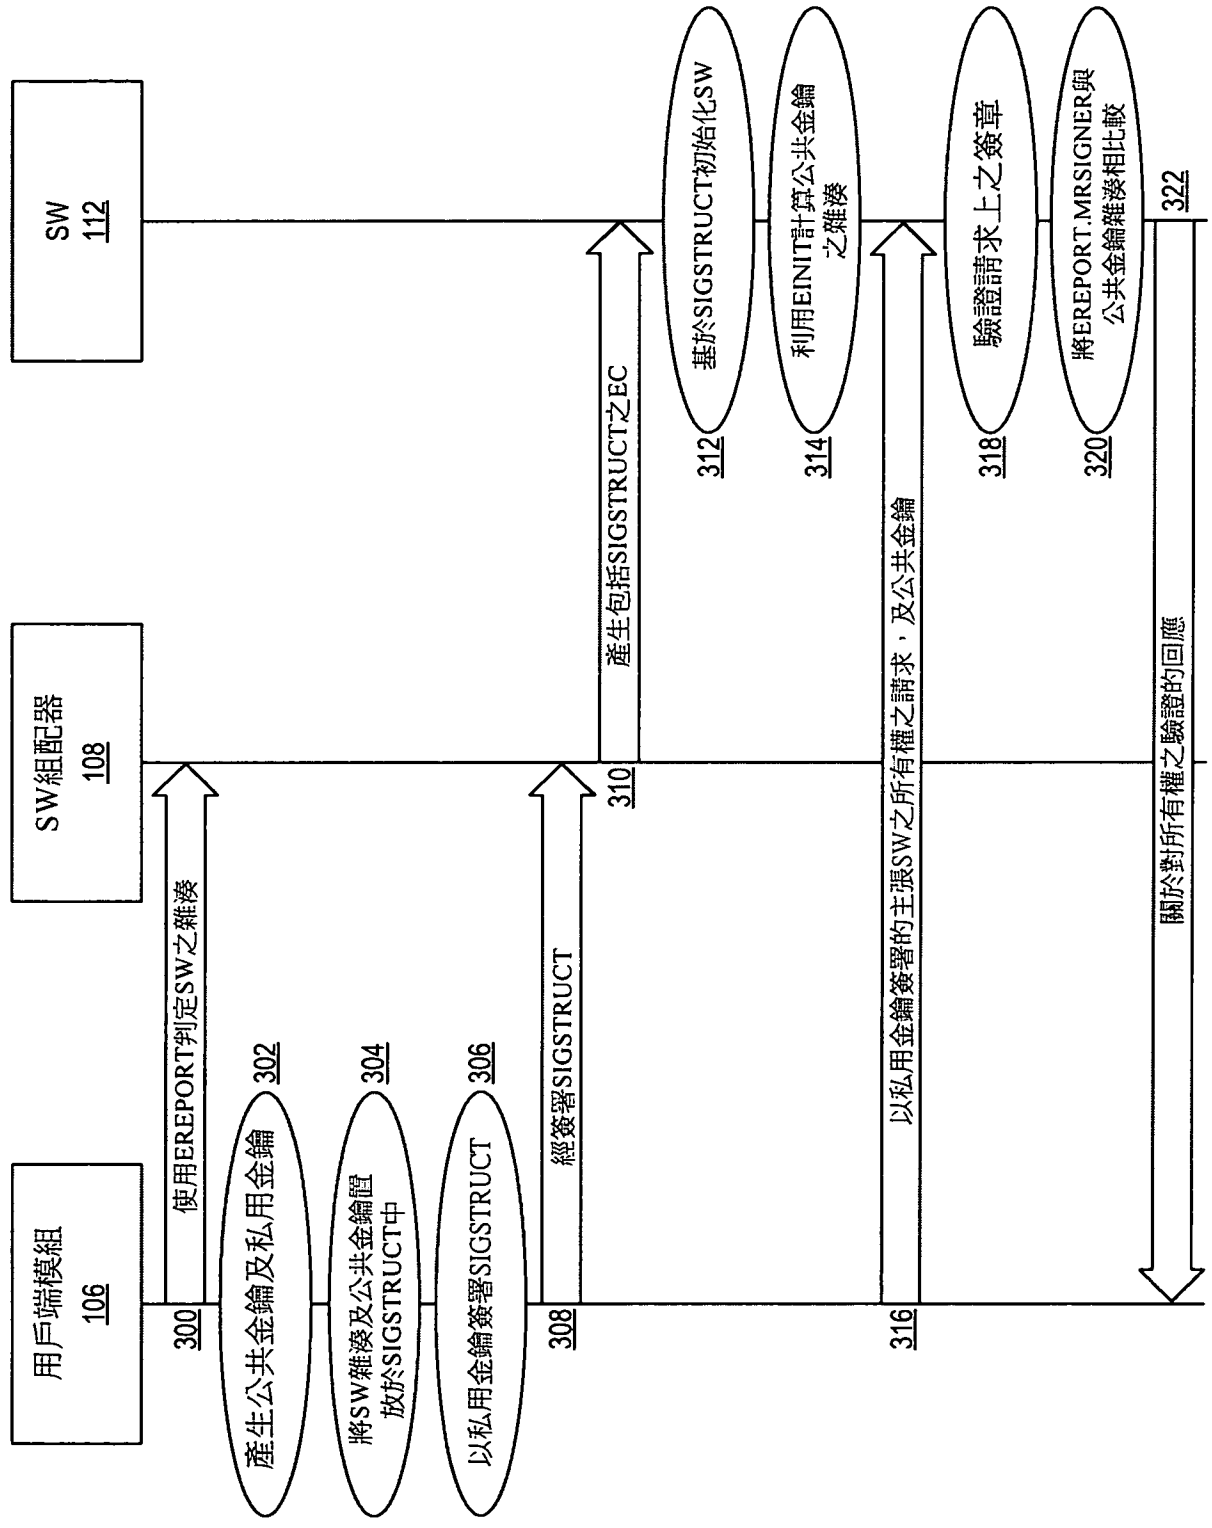 用戶端模組
106
SW組配器
108
SW
112
使用EREPORT判定SW之雜湊
300
產生公共金鑰及私用金鑰
302
將SW雜湊及公共金鑰置
放於SIGSTRUCT中
304
以私用金鑰簽署SIGSTRUCT
306
經簽署SIGSTRUCT
308
產生包括SIGSTRUCT之EC
310
基於SIGSTRUCT初始化SW
312
利用EINIT計算公共金鑰
之雜湊
314
以私用金鑰簽署的主張SW之所有權之請求，及公共金鑰
316
驗證請求上之簽章
318
將EREPORT.MRSIGNER與
公共金鑰雜湊相比較
320
關於對所有權之驗證的回應
322